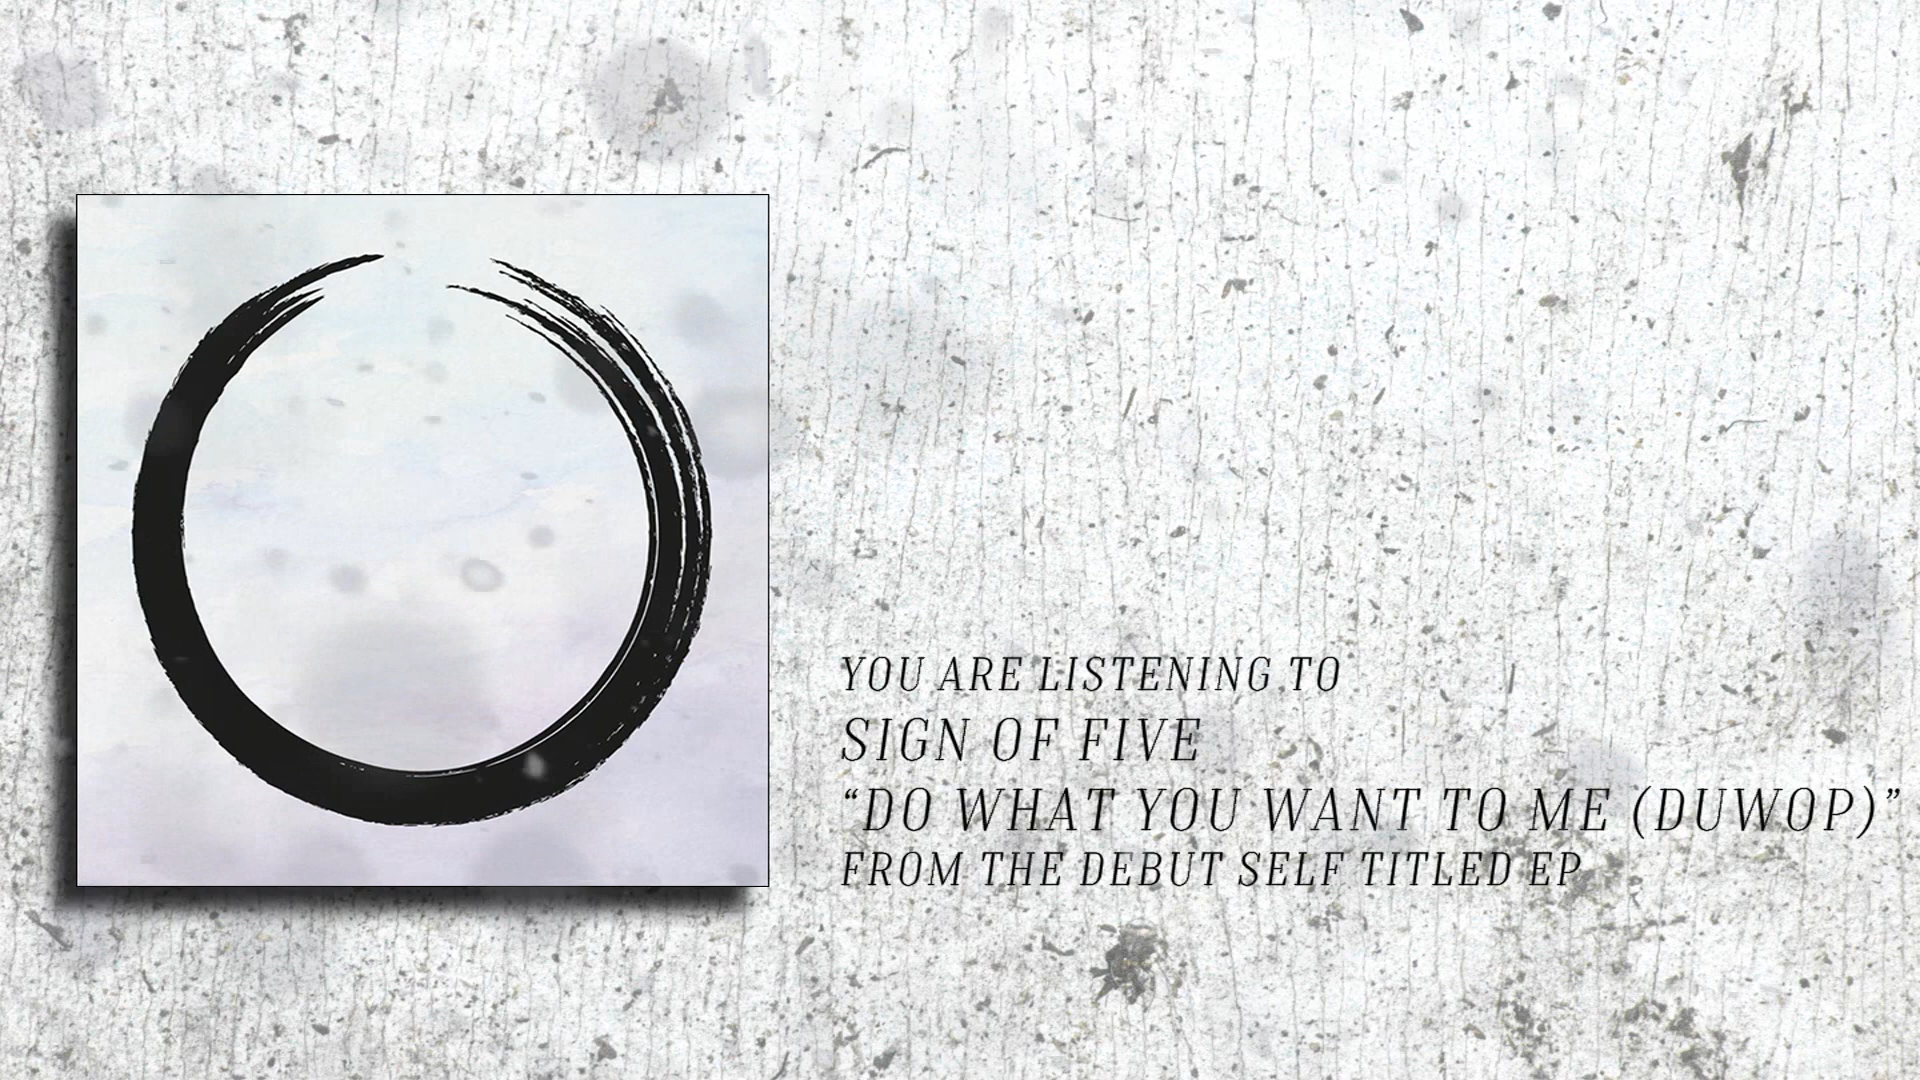 YOU ARE LISTENING TO
SIGN OF FIVE
“DO WHAT YOU WANT TO ME (DUWOP)”
FROM THE DEBUT SELF TITLED EP